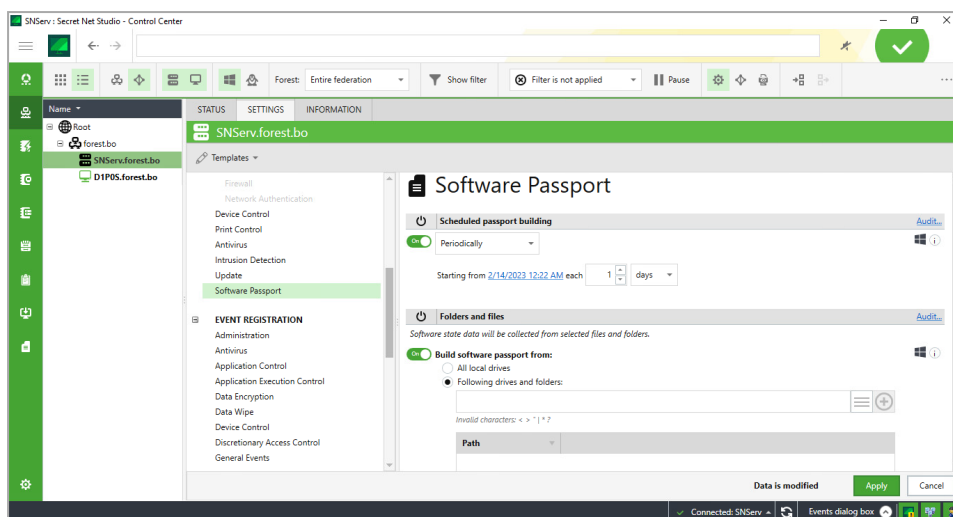 SNServ : Secret Net Studio - Control Center
Forest: Entire federation
Show filter
Filter is not applied
Pause
Name
Root
forest.bo
SNServ.forest.bo
D1P0S.forest.bo
STATUS SETTINGS INFORMATION
SNServ.forest.bo
Templates
Firewall
Network Authentication
Device Control
Print Control
Antivirus
Intrusion Detection
Update
Software Passport
EVENT REGISTRATION
Administration
Antivirus
Application Control
Application Execution Control
Data Encryption
Data Wipe
Device Control
Discretionary Access Control
General Events
Software Passport
Scheduled passport building Audit...
On Periodically
Starting from 2/14/2023 12:22 AM each 1 days
Folders and files Audit...
Software state data will be collected from selected files and folders.
On Build software passport from:
All local drives
Following drives and folders:
Invalid characters: < > " | * ?
Path
Data is modified Apply Cancel
Connected: SNServ Events dialog box